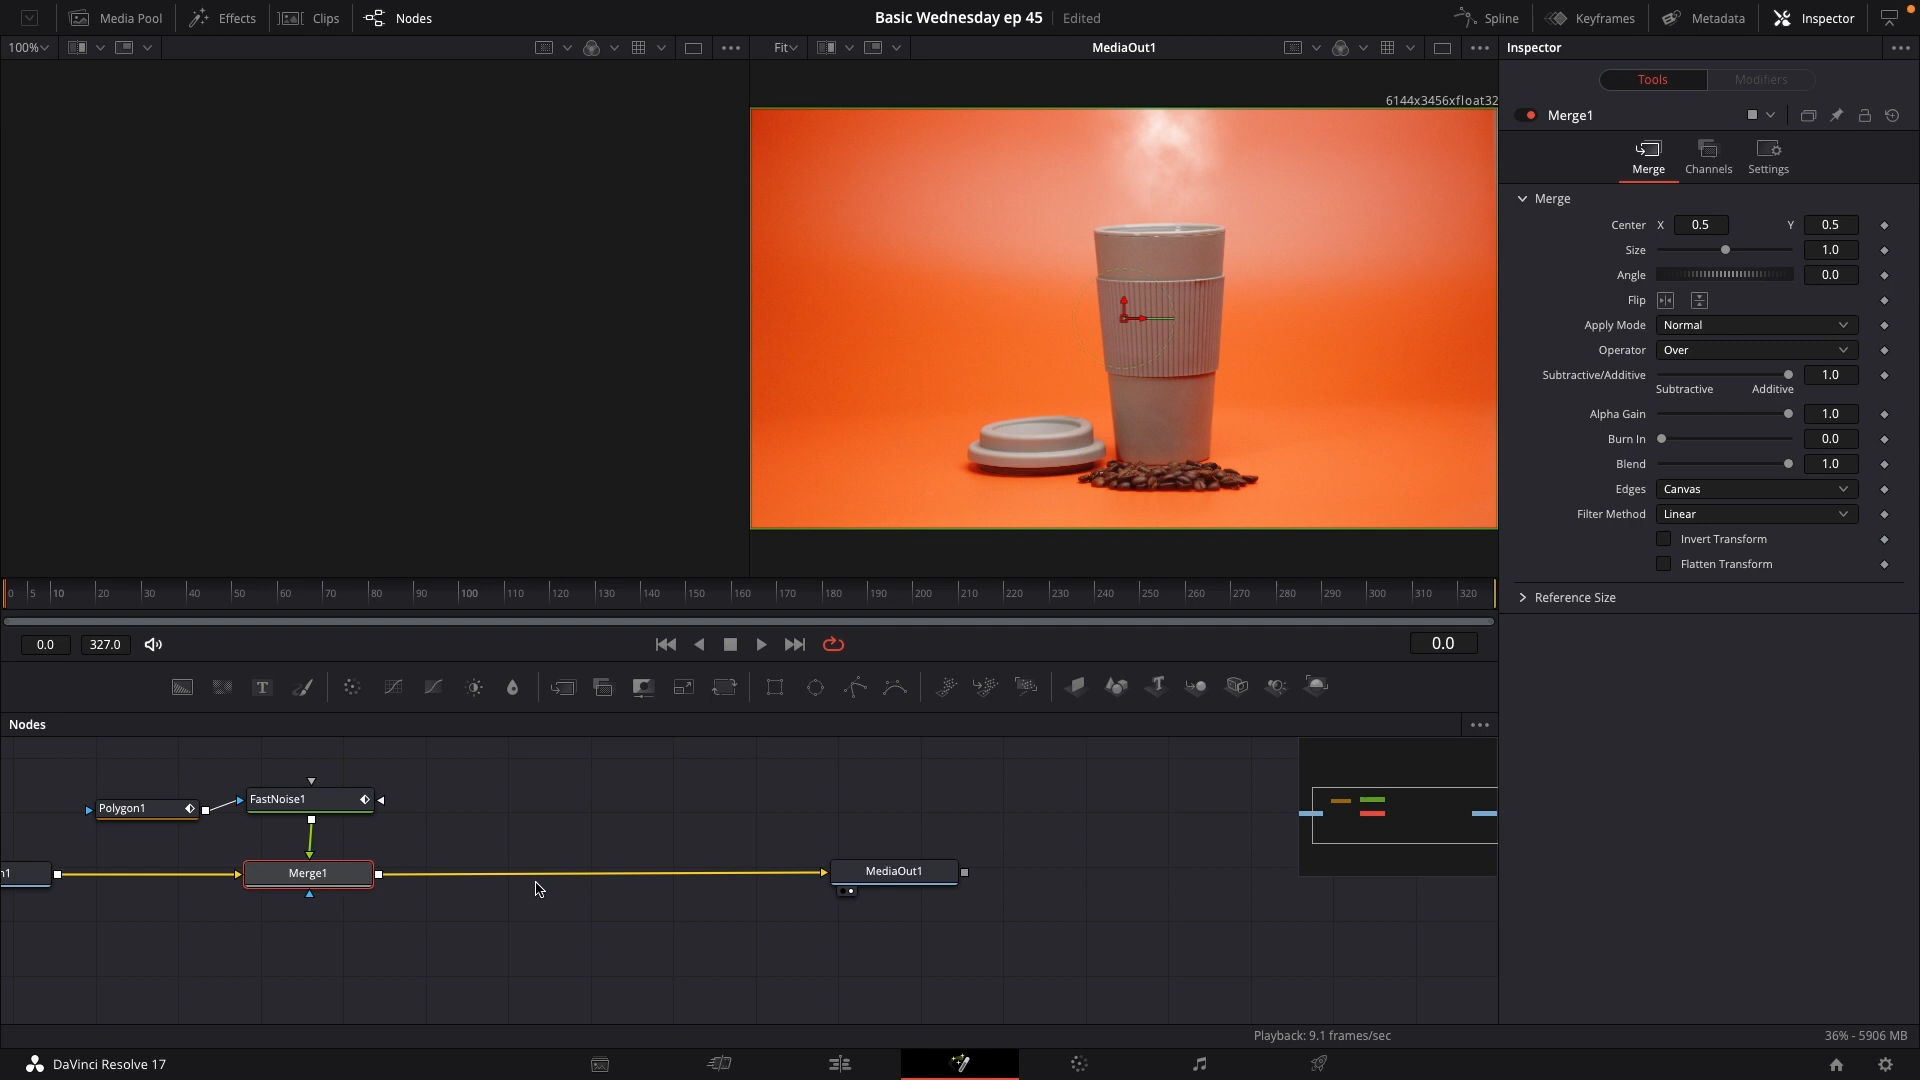 Media Pool
Effects
Clips
Nodes
Basic Wednesday ep 45
Edited
Spline
Keyframes
Metadata
Inspector
100%
Fit
MediaOut1
Inspector
6144x3456xfloat32
Tools
Modifiers
Merge1
Merge
Channels
Settings
Merge
Center X 0.5 Y 0.5
Size 1.0
Angle 0.0
Flip
Apply Mode Normal
Operator Over
Subtractive/Additive 1.0
Subtractive Additive
Alpha Gain 1.0
Burn In 0.0
Blend 1.0
Edges Canvas
Filter Method Linear
Invert Transform
Flatten Transform
Reference Size
0 5 10 20 30 40 50 60 70 80 90 100 110 120 130 140 150 160 170 180 190 200 210 220 230 240 250 260 270 280 290 300 310 320
0.0
327.0
0.0
Nodes
Polygon1
FastNoise1
n1
Merge1
MediaOut1
Playback: 9.1 frames/sec
36% - 5906 MB
DaVinci Resolve 17